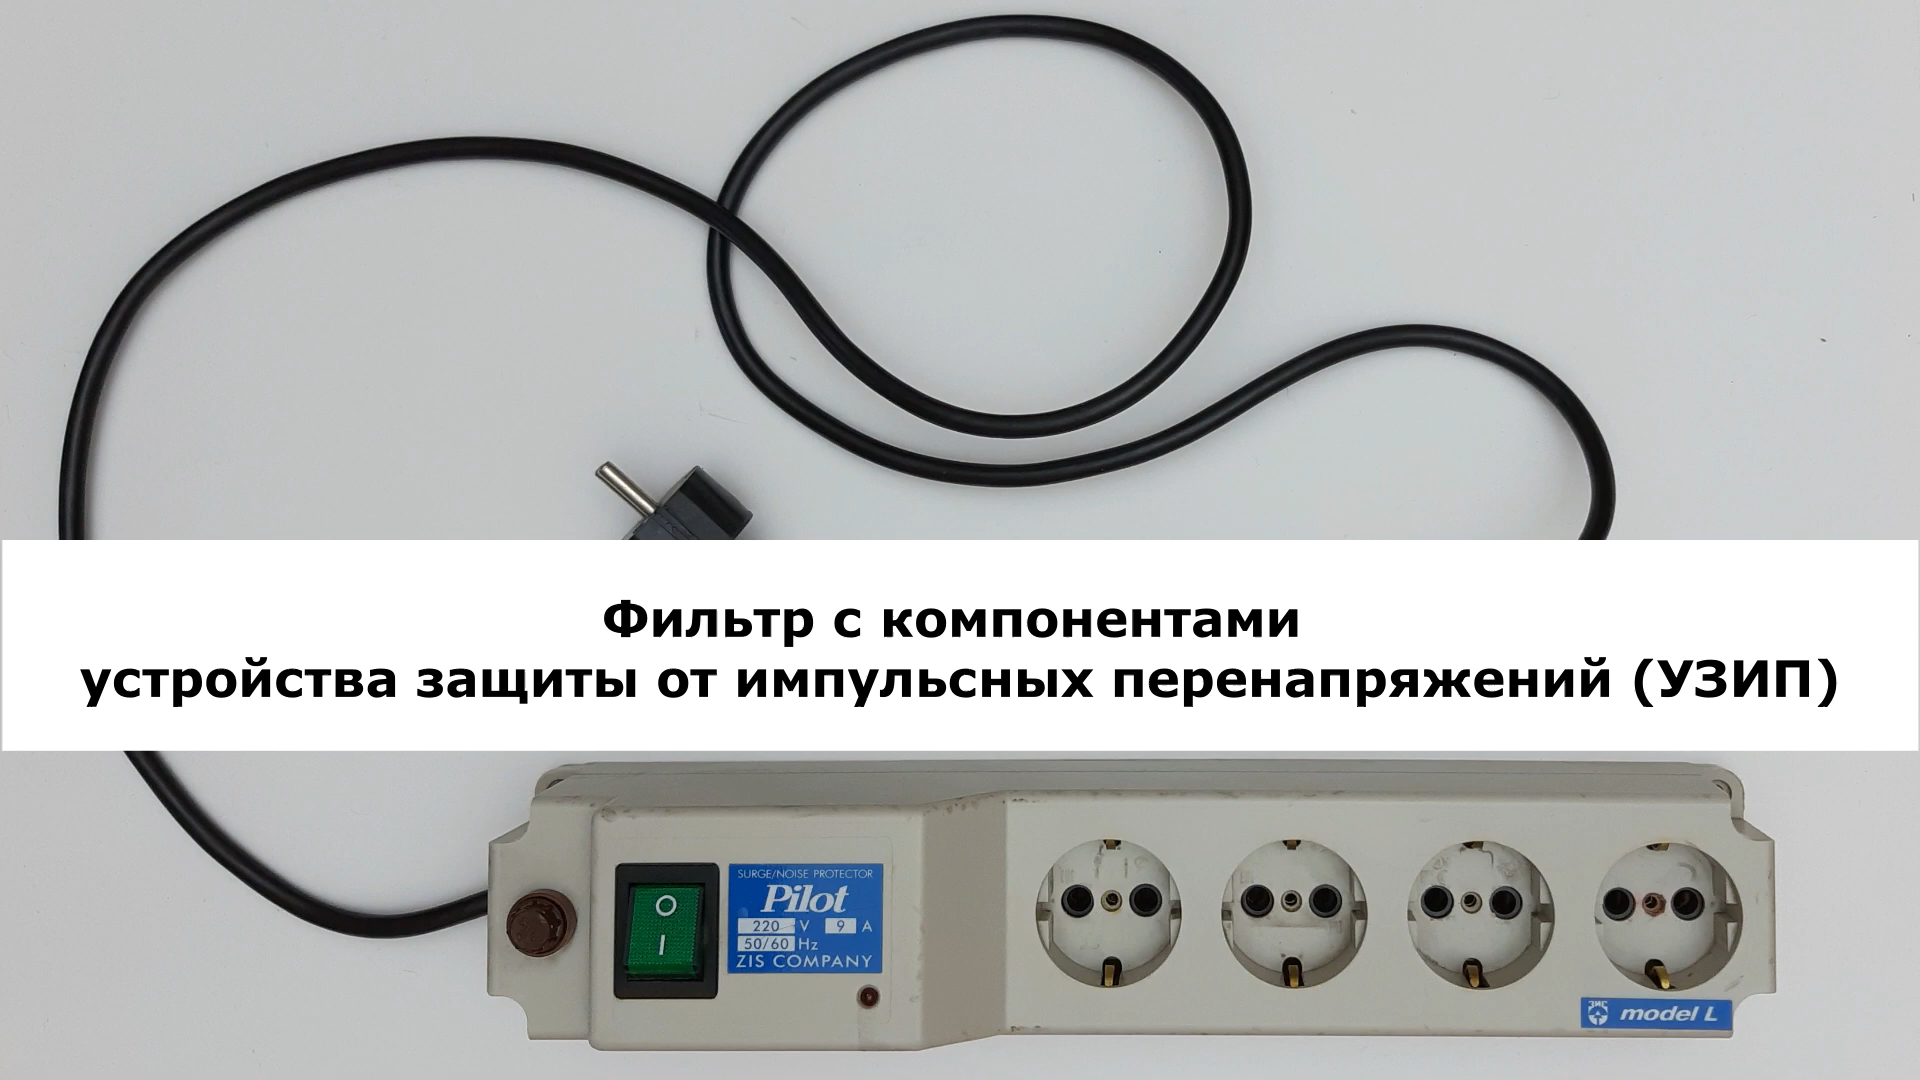 Фильтр с компонентами
устройства защиты от импульсных перенапряжений (УЗИП)
SURGE/NOISE PROTECTOR
Pilot
220 V 9 A
50/60 Hz
ZIS COMPANY
O
I
ЗИС
model L